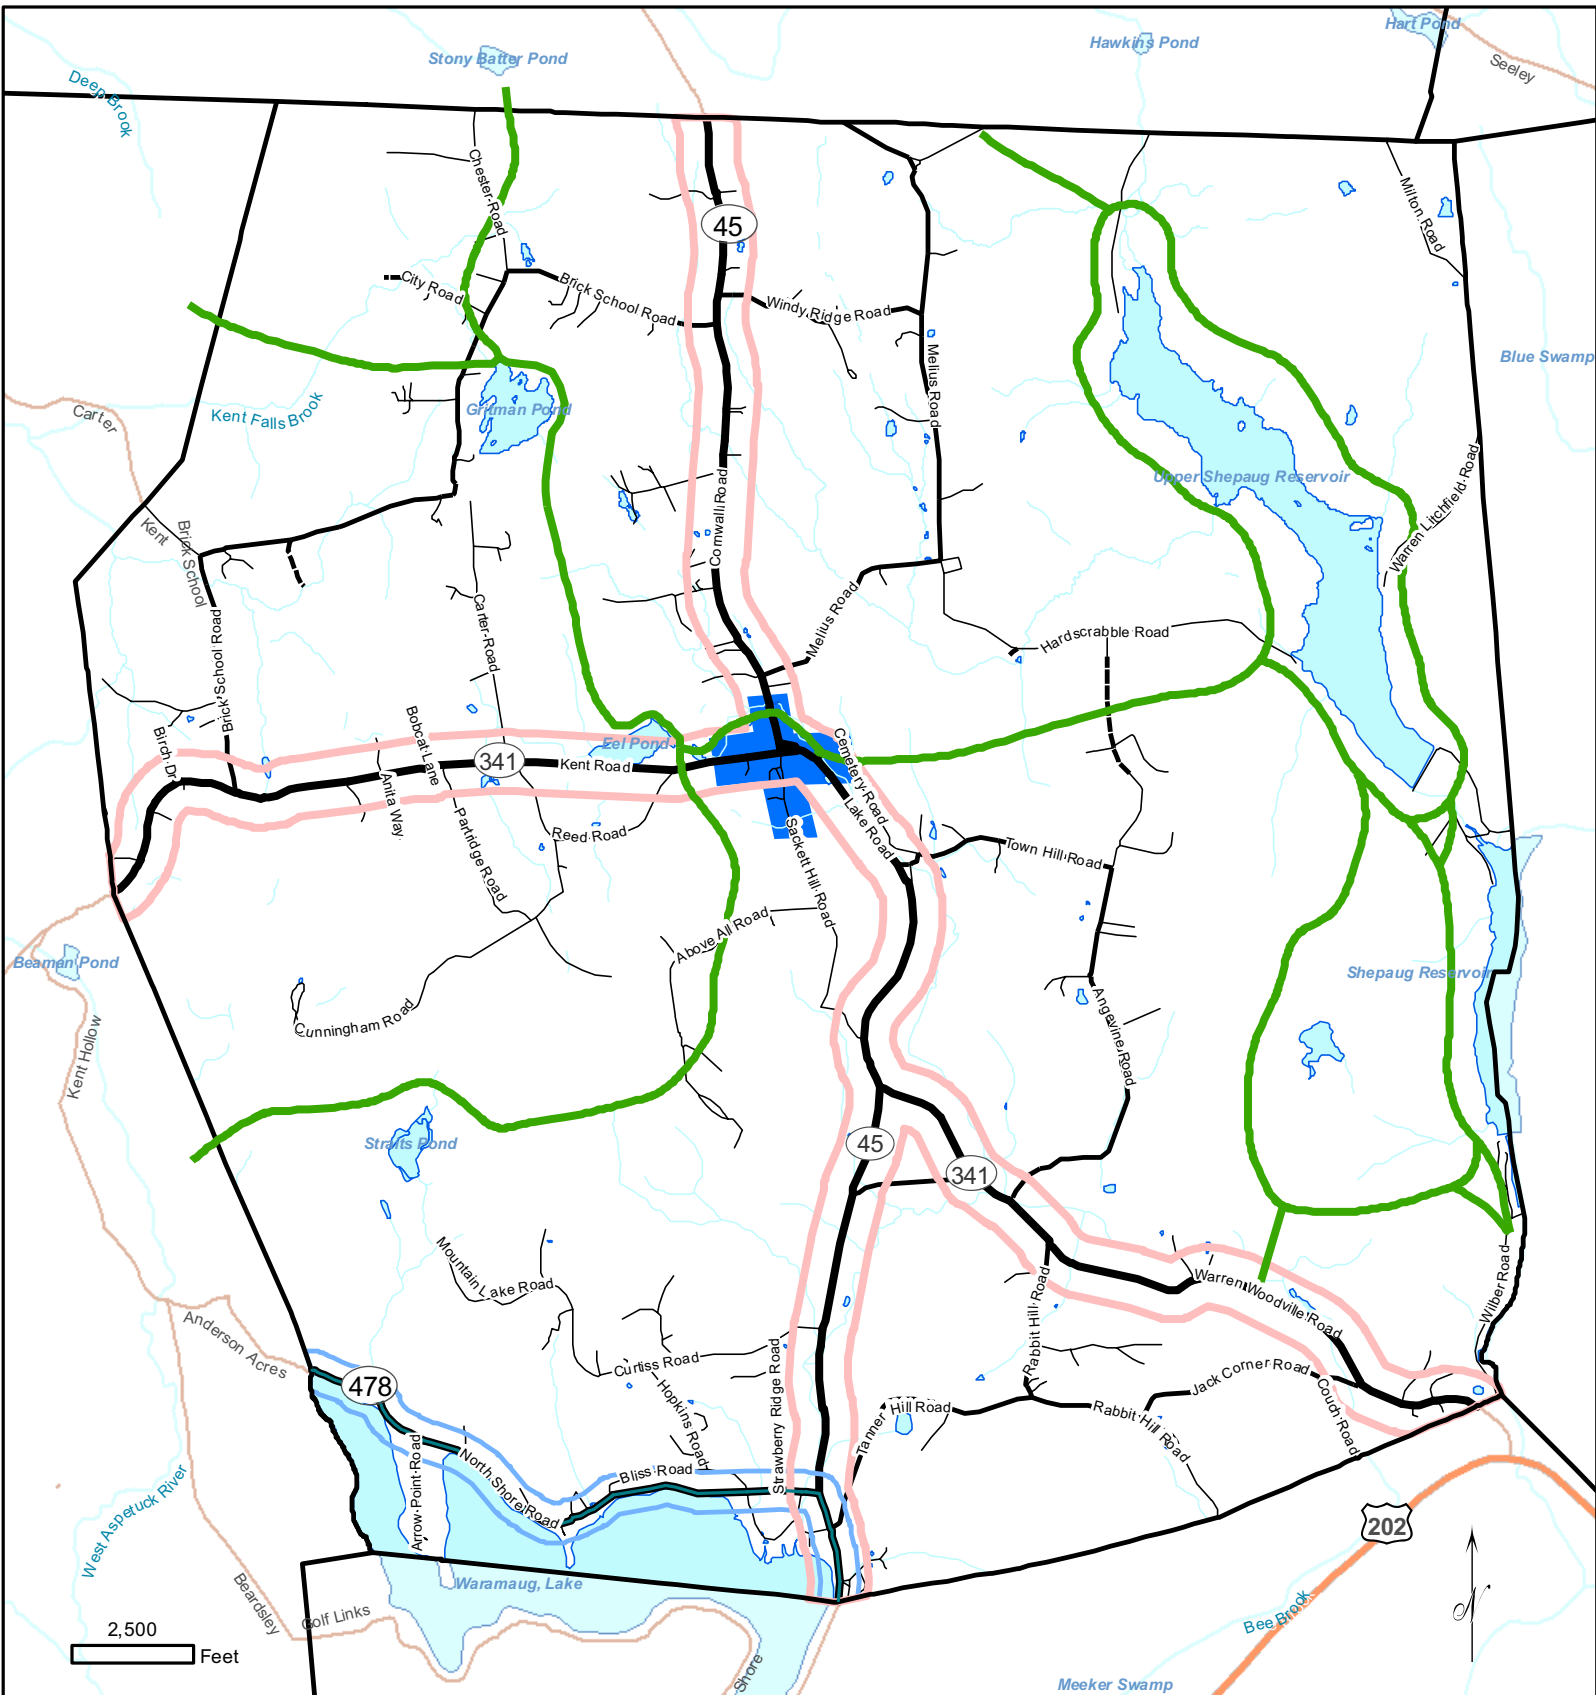 Hart Pond
Hawkins Pond
Stony Batter Pond
Seeley
Deep Brook
Chester Road
Milton Road
45
City Road
Brick School Road
Windy Ridge Road
Melius Road
Blue Swamp
Kent Falls Brook
Gritman Pond
Carter
Upper Shepaug Reservoir
Cornwall Road
Warren Litchfield Road
Kent
Brick School
Carter Road
Melius Road
Hardscrabble Road
Brick School Road
Birch Dr
Bobcat Lane
Anita Way
341
Eel Pond
Kent Road
Cemetery Road
Lake Road
Partridge Road
Reed Road
Sackett Hill Road
Town Hill Road
Above All Road
Beaman Pond
Shepaug Reservoir
Cunningham Road
Kent Hollow
Angevine Road
Straits Pond
45
341
Mountain Lake Road
Warren Woodville Road
Wilber Road
Anderson Acres
Curtiss Road
Rabbit Hill Road
Jack Corner Road
478
Hopkins Road
Strawberry Ridge Road
Tanner Hill Road
Rabbit Hill Road
Couch Road
Arrow Point Road
North Shore Road
Bliss Road
West Aspetuck River
202
Waramaug, Lake
Beardsley
Golf Links
Bee Brook
N
2,500
Feet
Shore
Meeker Swamp